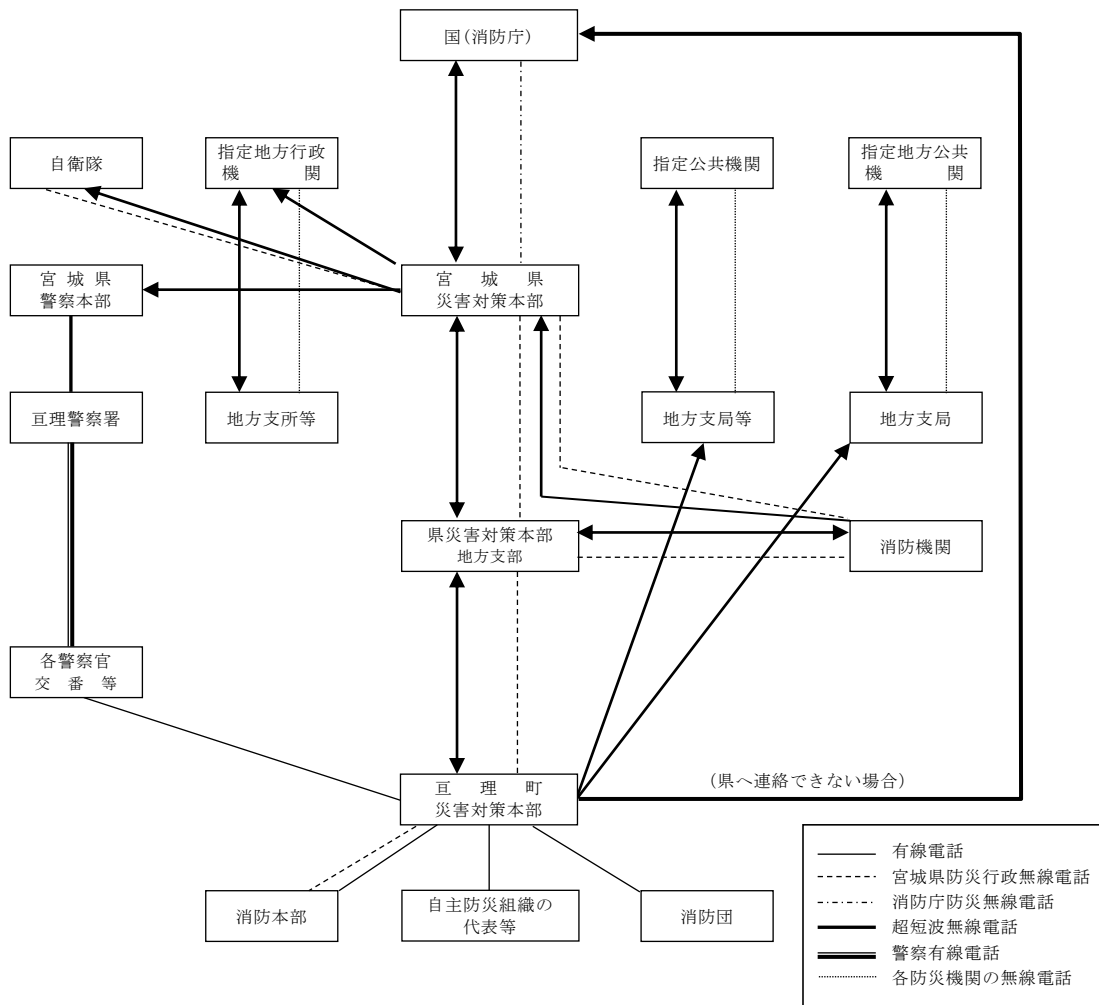 国(消防庁)
自衛隊
指定地方行政
機　　　関
指定公共機関
指定地方公共
機　　　関
宮 城 県
警察本部
宮　城　県
災害対策本部
亘理警察署
地方支所等
地方支局等
地方支局
県災害対策本部
地方支部
消防機関
各警察官
交 番 等
亘　理　町
災害対策本部
(県へ連絡できない場合)
消防本部
自主防災組織の
代表等
消防団
有線電話
宮城県防災行政無線電話
消防庁防災無線電話
超短波無線電話
警察有線電話
各防災機関の無線電話